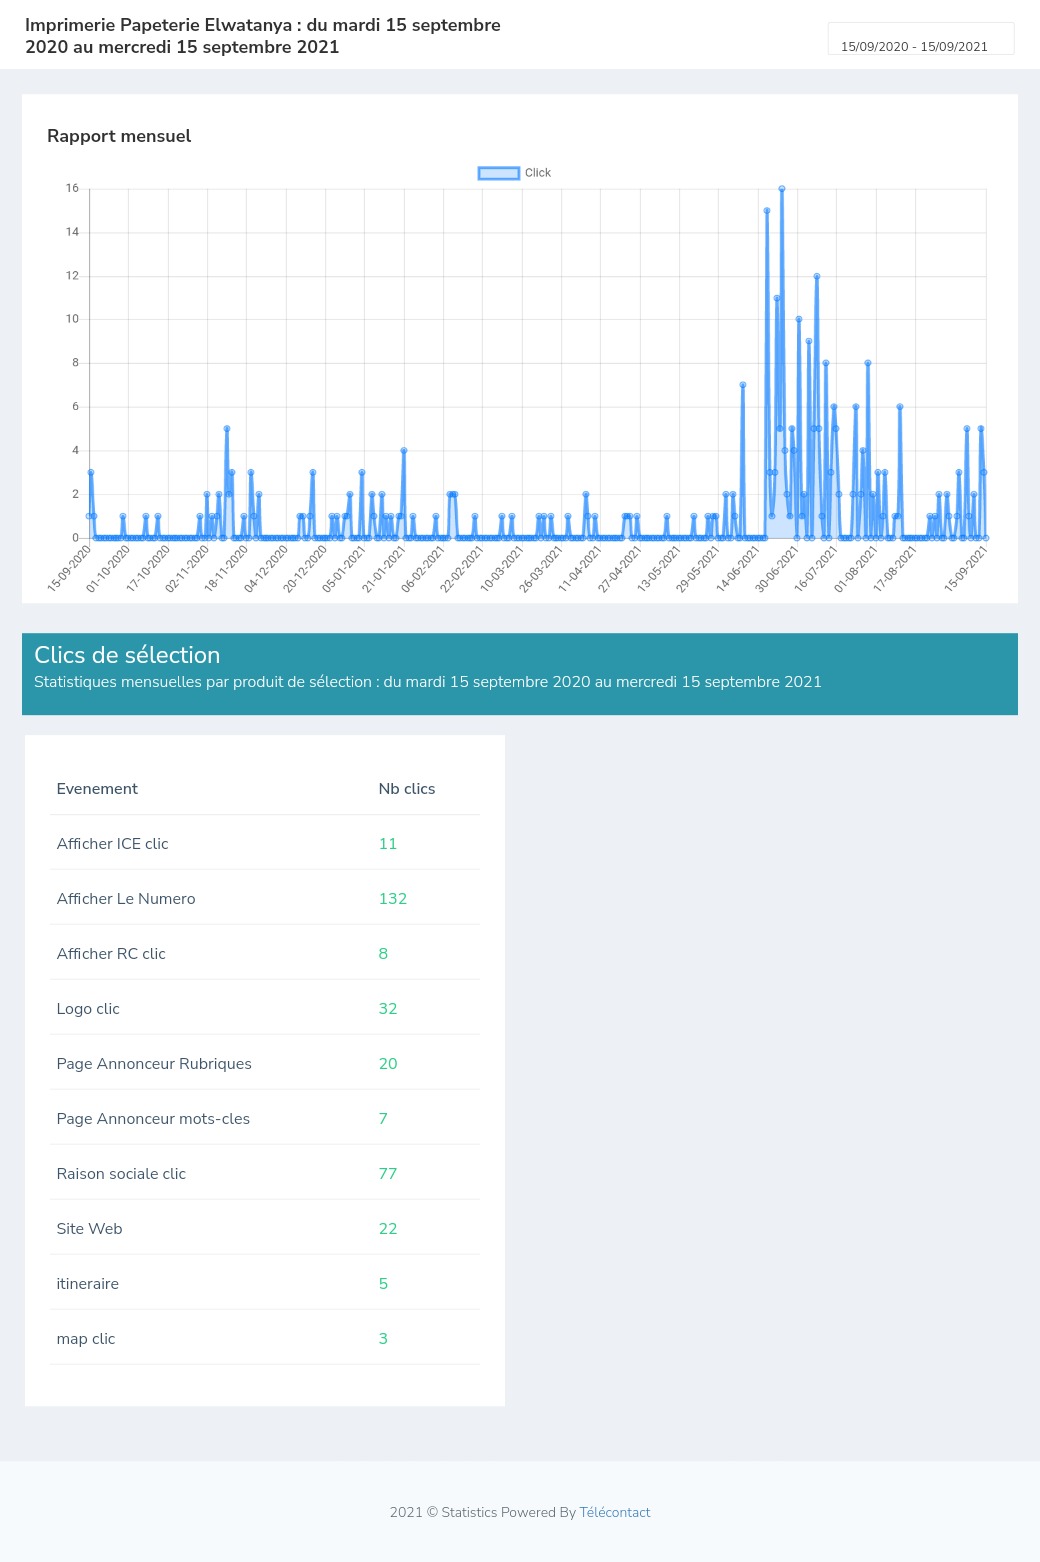 Imprimerie Papeterie Elwatanya : du mardi 15 septembre
2020 au mercredi 15 septembre 2021
15/09/2020 - 15/09/2021
Rapport mensuel
Click
16
14
12
10
8
6
4
2
0
15-09-2020
01-10-2020
17-10-2020
02-11-2020
18-11-2020
04-12-2020
20-12-2020
05-01-2021
21-01-2021
06-02-2021
22-02-2021
10-03-2021
26-03-2021
11-04-2021
27-04-2021
13-05-2021
29-05-2021
14-06-2021
30-06-2021
16-07-2021
01-08-2021
17-08-2021
15-09-2021
Clics de sélection
Statistiques mensuelles par produit de sélection : du mardi 15 septembre 2020 au mercredi 15 septembre 2021
Evenement Nb clics
Afficher ICE clic 11
Afficher Le Numero 132
Afficher RC clic 8
Logo clic 32
Page Annonceur Rubriques 20
Page Annonceur mots-cles 7
Raison sociale clic 77
Site Web 22
itineraire 5
map clic 3
2021 © Statistics Powered By Télécontact